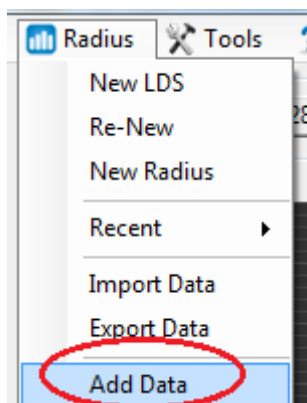 Radius Tools
New LDS
Re-New
New Radius
Recent
Import Data
Export Data
Add Data